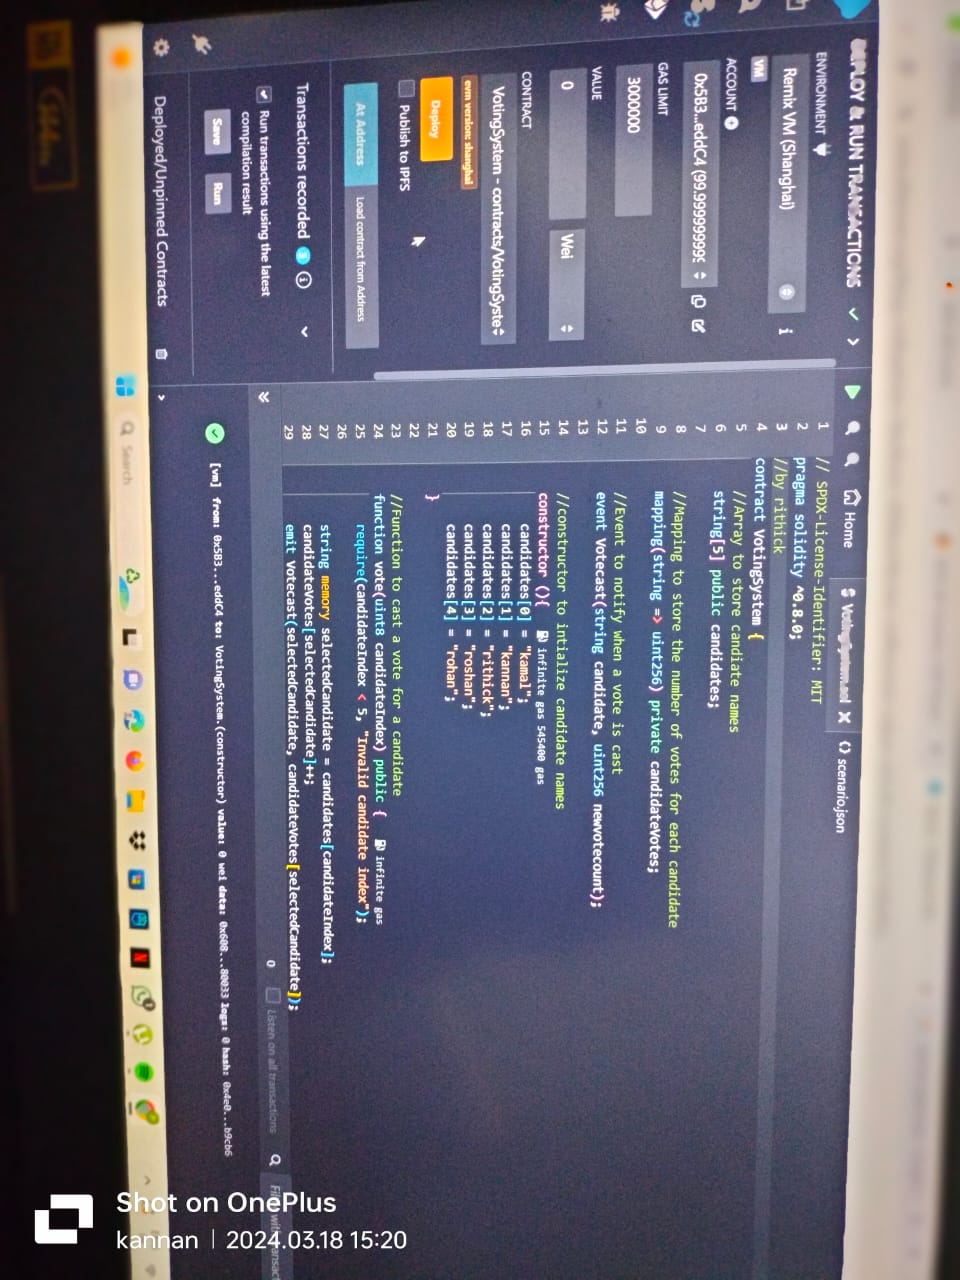 DEPLOY & RUN TRANSACTIONS
ENVIRONMENT
Remix VM (Shanghai)
VM
ACCOUNT
0x5B3...eddC4 (99.9999999999
GAS LIMIT
3000000
VALUE
0
Wei
CONTRACT
VotingSystem - contracts/VotingSyste
evm version: shanghai
Deploy
Publish to IPFS
At Address
Load contract from Address
Transactions recorded
3
i
Run transactions using the latest
compilation result
Save
Run
Deployed/Unpinned Contracts
Home
VotingSystem.sol
scenario.json
1 // SPDX-License-Identifier: MIT
2 pragma solidity ^0.8.0;
3 //by rithick
4 contract VotingSystem {
5 //Array to store candiate names
6 string[5] public candidates;
7
8 //Mapping to store the number of votes for each candidate
9 mapping(string => uint256) private candidateVotes;
10
11 //Event to notify when a vote is cast
12 event Votecast(string candidate, uint256 newvotecount);
13
14 //constructor to intialize candidate names
15 constructor (){ infinite gas 545400 gas
16 candidates[0] = "kamal";
17 candidates[1] = "kannan";
18 candidates[2] = "rithick";
19 candidates[3] = "roshan";
20 candidates[4] = "rohan";
21 }
22
23 //Function to cast a vote for a candidate
24 function vote(uint8 candidateIndex) public { infinite gas
25 require(candidateIndex < 5, "Invalid candidate index");
26
27 string memory selectedCandidate = candidates[candidateIndex];
28 candidateVotes[selectedCandidate]++;
29 emit Votecast(selectedCandidate, candidateVotes[selectedCandidate]);
0
Listen on all transactions
[vm] from: 0x5B3...eddC4 to: VotingSystem.(constructor) value: 0 wei data: 0x608...80033 logs: 0 hash: 0x4e0...b9cb6
Search
Shot on OnePlus
kannan | 2024.03.18 15:20